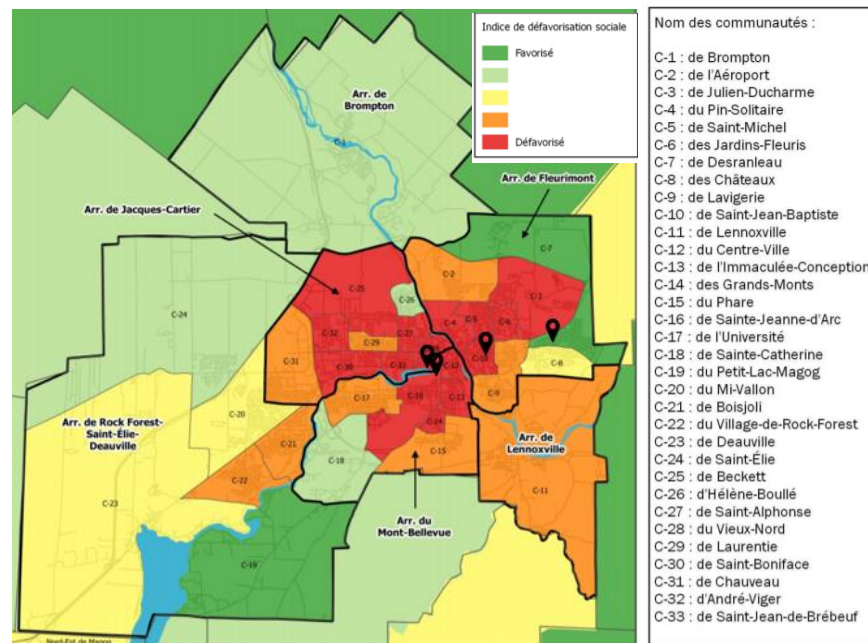 Indice de défavorisation sociale
Favorisé
Défavorisé
Arr. de
Brompton
C-1
Arr. de Fleurimont
Arr. de Jacques-Cartier
C-7
C-2
C-25
C-26
C-24
C-4
C-32
C-29
C-31
C-17
C-9
C-8
C-20
C-21
Arr. de Rock Forest-
Saint-Élie-
Deauville
C-22
C-14
C-15
C-18
Arr. de
Lennoxville
C-11
C-23
Arr. du
Mont-Bellevue
C-19
Nom des communautés :
C-1 : de Brompton
C-2 : de l'Aéroport
C-3 : de Julien-Ducharme
C-4 : du Pin-Solitaire
C-5 : de Saint-Michel
C-6 : des Jardins-Fleuris
C-7 : de Desranleau
C-8 : des Châteaux
C-9 : de Lavigerie
C-10 : de Saint-Jean-Baptiste
C-11 : de Lennoxville
C-12 : du Centre-Ville
C-13 : de l'Immaculée-Conception
C-14 : des Grands-Monts
C-15 : du Phare
C-16 : de Sainte-Jeanne-d'Arc
C-17 : de l'Université
C-18 : de Sainte-Catherine
C-19 : du Petit-Lac-Magog
C-20 : du Mi-Vallon
C-21 : de Boisjoli
C-22 : du Village-de-Rock-Forest
C-23 : de Deauville
C-24 : de Saint-Élie
C-25 : de Beckett
C-26 : d'Hélène-Boullé
C-27 : de Saint-Alphonse
C-28 : du Vieux-Nord
C-29 : de Laurentie
C-30 : de Saint-Boniface
C-31 : de Chauveau
C-32 : d'André-Viger
C-33 : de Saint-Jean-de-Brébeuf